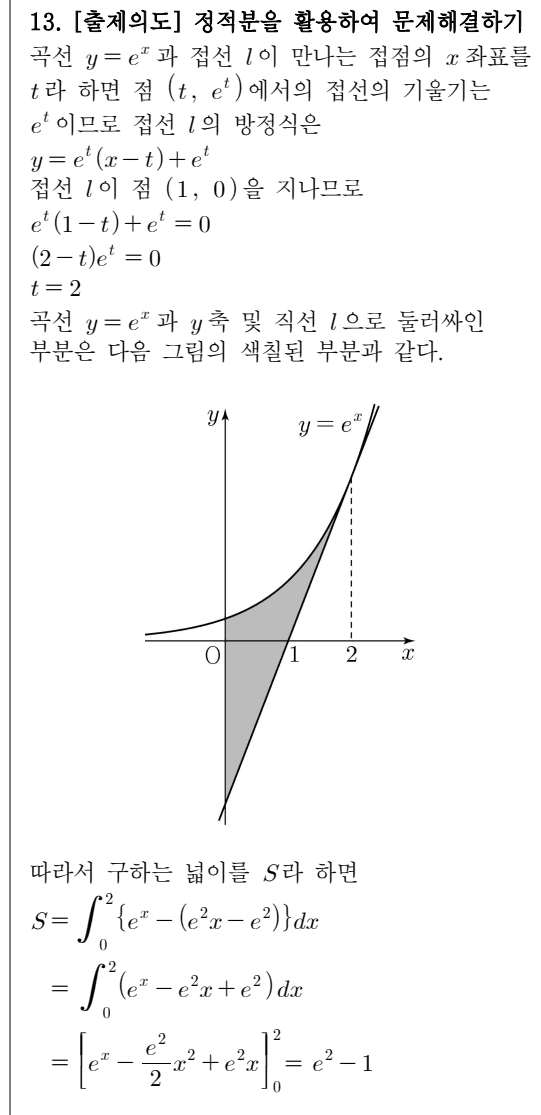 13. [출제의도] 정적분을 활용하여 문제해결하기
곡선 y = e^x 과 접선 l 이 만나는 접점의 x 좌표를
t 라 하면 점 (t, e^t) 에서의 접선의 기울기는
e^t 이므로 접선 l 의 방정식은
y = e^t(x − t) + e^t
접선 l 이 점 (1, 0) 을 지나므로
e^t(1 − t) + e^t = 0
(2 − t)e^t = 0
t = 2
곡선 y = e^x 과 y 축 및 직선 l 으로 둘러싸인
부분은 다음 그림의 색칠된 부분과 같다.
y
y = e^x
O 1 2 x
따라서 구하는 넓이를 S 라 하면
S = ∫_0^2 {e^x − (e^2x − e^2)}dx
= ∫_0^2 (e^x − e^2x + e^2)dx
= [e^x − \frac{e^2}{2}x^2 + e^2x]_0^2 = e^2 − 1